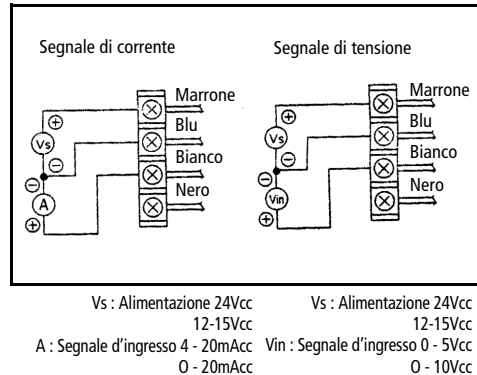 Segnale di corrente
Marrone
Blu
Bianco
Nero
Vs
A
Segnale di tensione
Marrone
Blu
Bianco
Nero
Vs
Vin
Vs : Alimentazione 24Vcc
12-15Vcc
A : Segnale d'ingresso 4 - 20mAcc
O - 20mAcc
Vs : Alimentazione 24Vcc
12-15Vcc
Vin : Segnale d'ingresso 0 - 5Vcc
O - 10Vcc